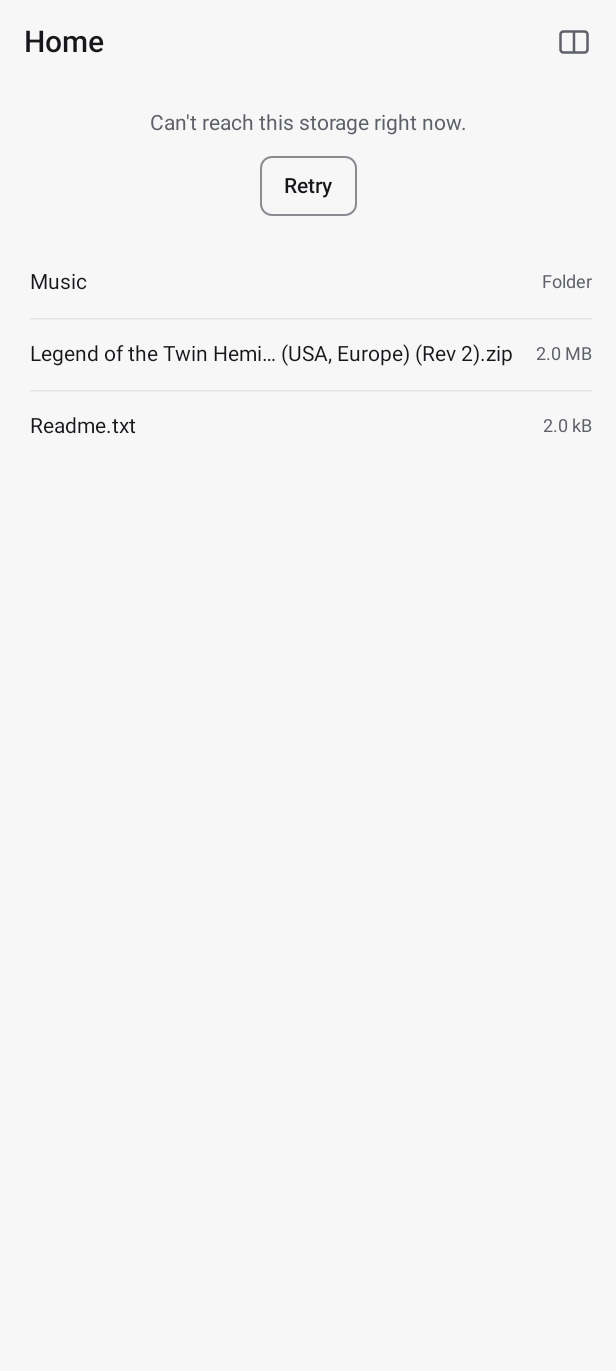 Home
Can't reach this storage right now.
Retry
Music Folder
Legend of the Twin Hemi… (USA, Europe) (Rev 2).zip 2.0 MB
Readme.txt 2.0 kB